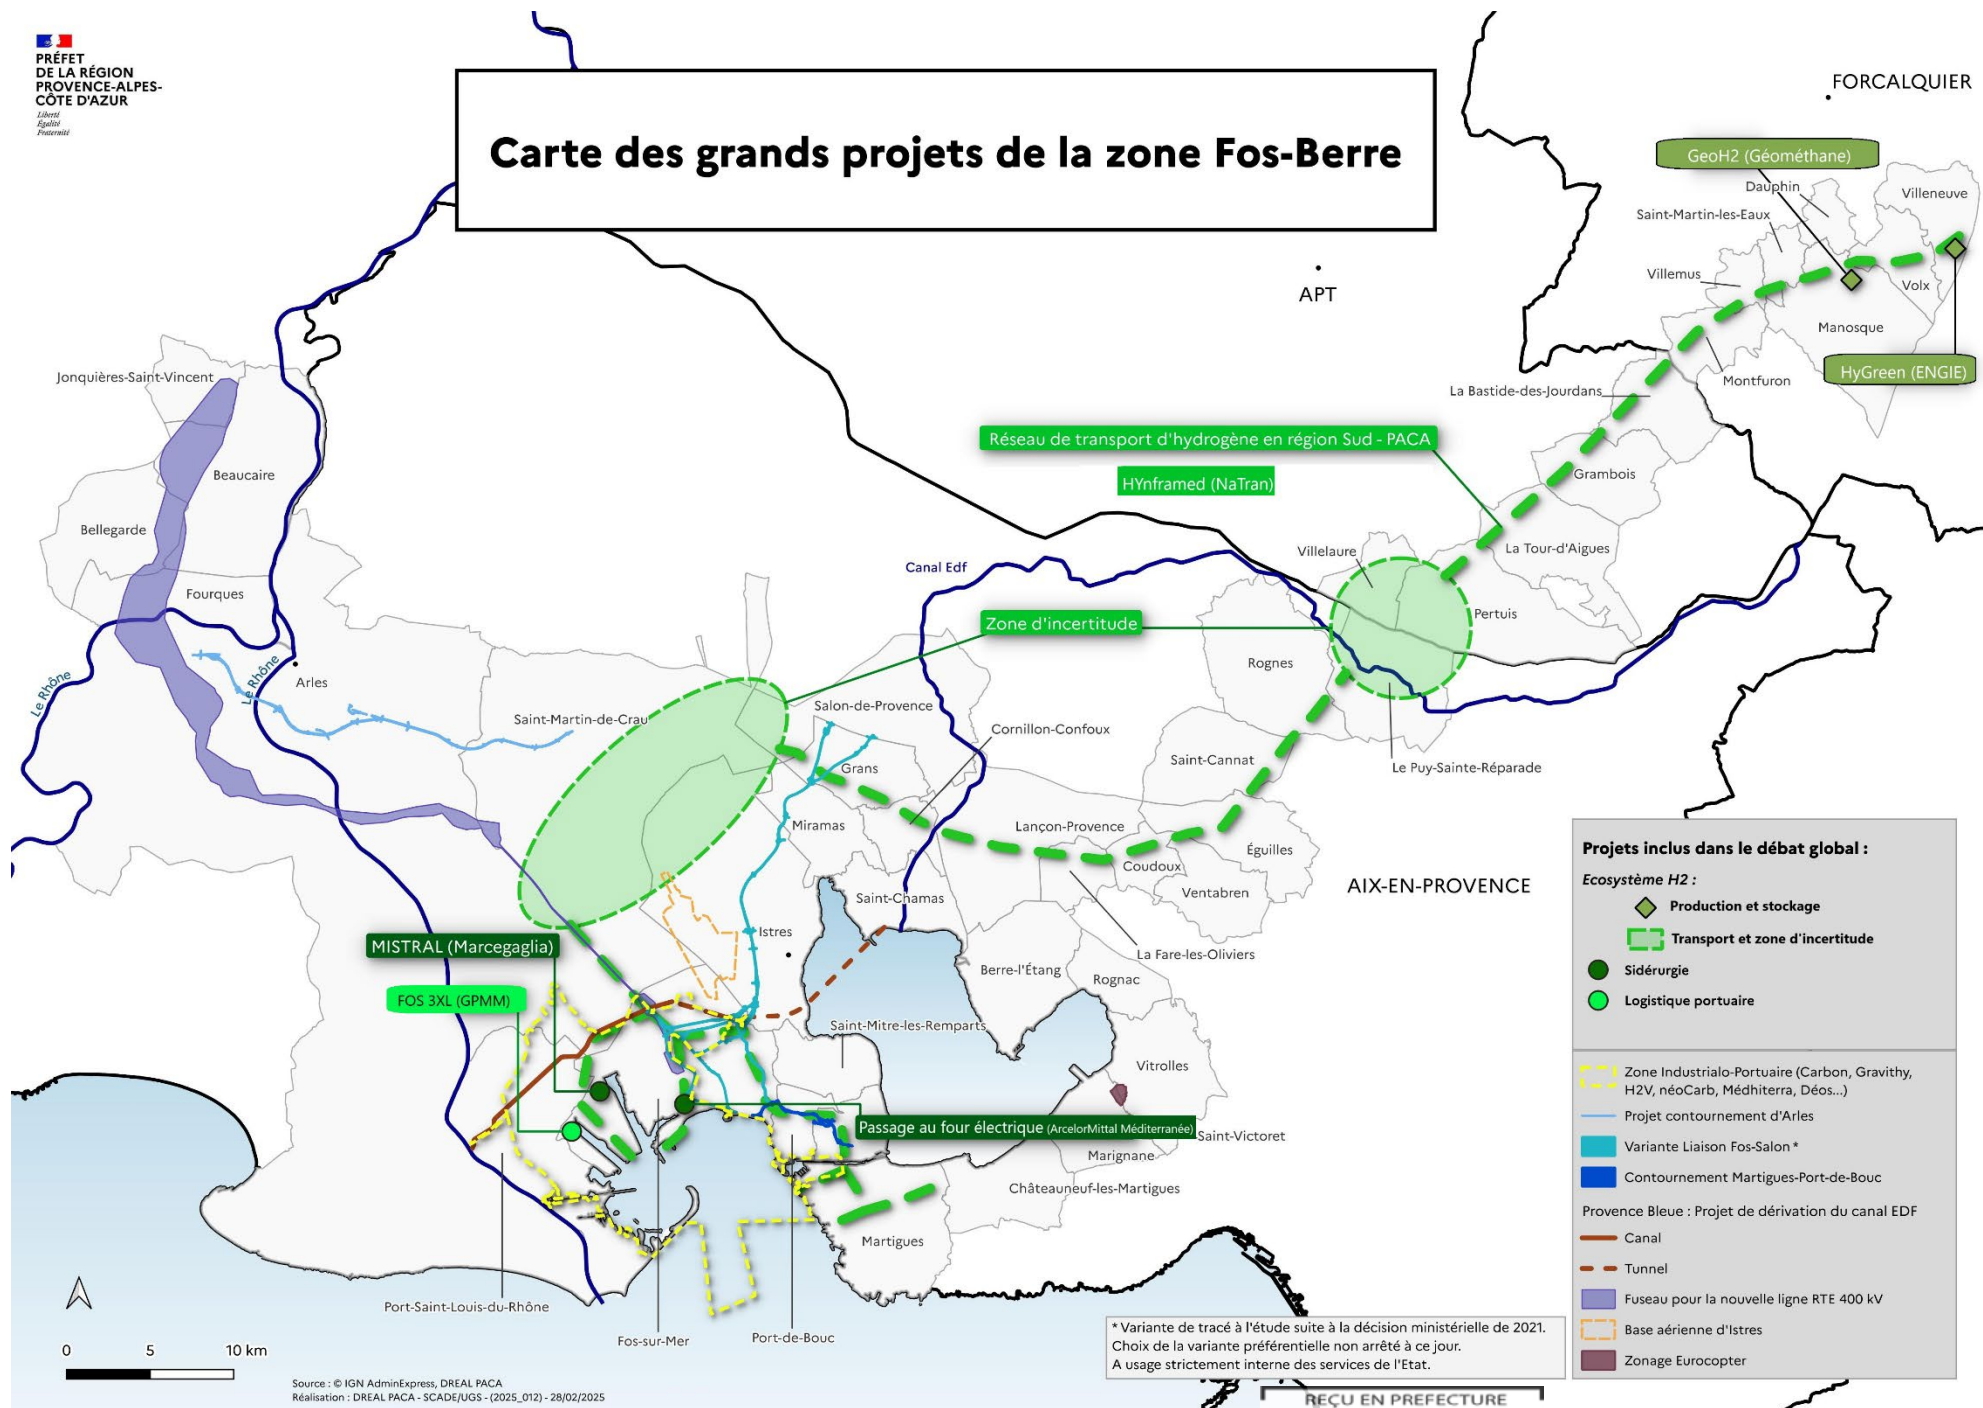 PRÉFET
DE LA RÉGION
PROVENCE-ALPES-
CÔTE D'AZUR
Liberté
Égalité
Fraternité
Carte des grands projets de la zone Fos-Berre
FORCALQUIER
GeoH2 (Géométhane)
Dauphin
Villeneuve
Saint-Martin-les-Eaux
Villemus
Volx
APT
Manosque
HyGreen (ENGIE)
Montfuron
Jonquières-Saint-Vincent
La Bastide-des-Jourdans
Réseau de transport d'hydrogène en région Sud - PACA
HYnframed (NaTran)
Grambois
Beaucaire
Bellegarde
La Tour-d'Aigues
Villelaure
Canal Edf
Fourques
Pertuis
Zone d'incertitude
Rognes
Le Rhône
Le Rhône
Arles
Saint-Martin-de-Crau
Salon-de-Provence
Cornillon-Confoux
Grans
Saint-Cannat
Le Puy-Sainte-Réparade
Miramas
Lançon-Provence
Éguilles
Coudoux
Ventabren
AIX-EN-PROVENCE
Saint-Chamas
Istres
MISTRAL (Marcegaglia)
La Fare-les-Oliviers
Berre-l'Étang
Rognac
FOS 3XL (GPMM)
Saint-Mitre-les-Remparts
Vitrolles
Passage au four électrique (ArcelorMittal Méditerranée)
Saint-Victoret
Marignane
Châteauneuf-les-Martigues
Martigues
Port-Saint-Louis-du-Rhône
Fos-sur-Mer
Port-de-Bouc
Projets inclus dans le débat global :
Ecosystème H2 :
Production et stockage
Transport et zone d'incertitude
Sidérurgie
Logistique portuaire
Zone Industrialo-Portuaire (Carbon, Gravithy,
H2V, néoCarb, Médhiterra, Déos...)
Projet contournement d'Arles
Variante Liaison Fos-Salon *
Contournement Martigues-Port-de-Bouc
Provence Bleue : Projet de dérivation du canal EDF
Canal
Tunnel
Fuseau pour la nouvelle ligne RTE 400 kV
Base aérienne d'Istres
Zonage Eurocopter
* Variante de tracé à l'étude suite à la décision ministérielle de 2021.
Choix de la variante préférentielle non arrêté à ce jour.
A usage strictement interne des services de l'Etat.
0 5 10 km
Source : © IGN AdminExpress, DREAL PACA
Réalisation : DREAL PACA - SCADE/UGS - (2025_012) - 28/02/2025
REÇU EN PREFECTURE